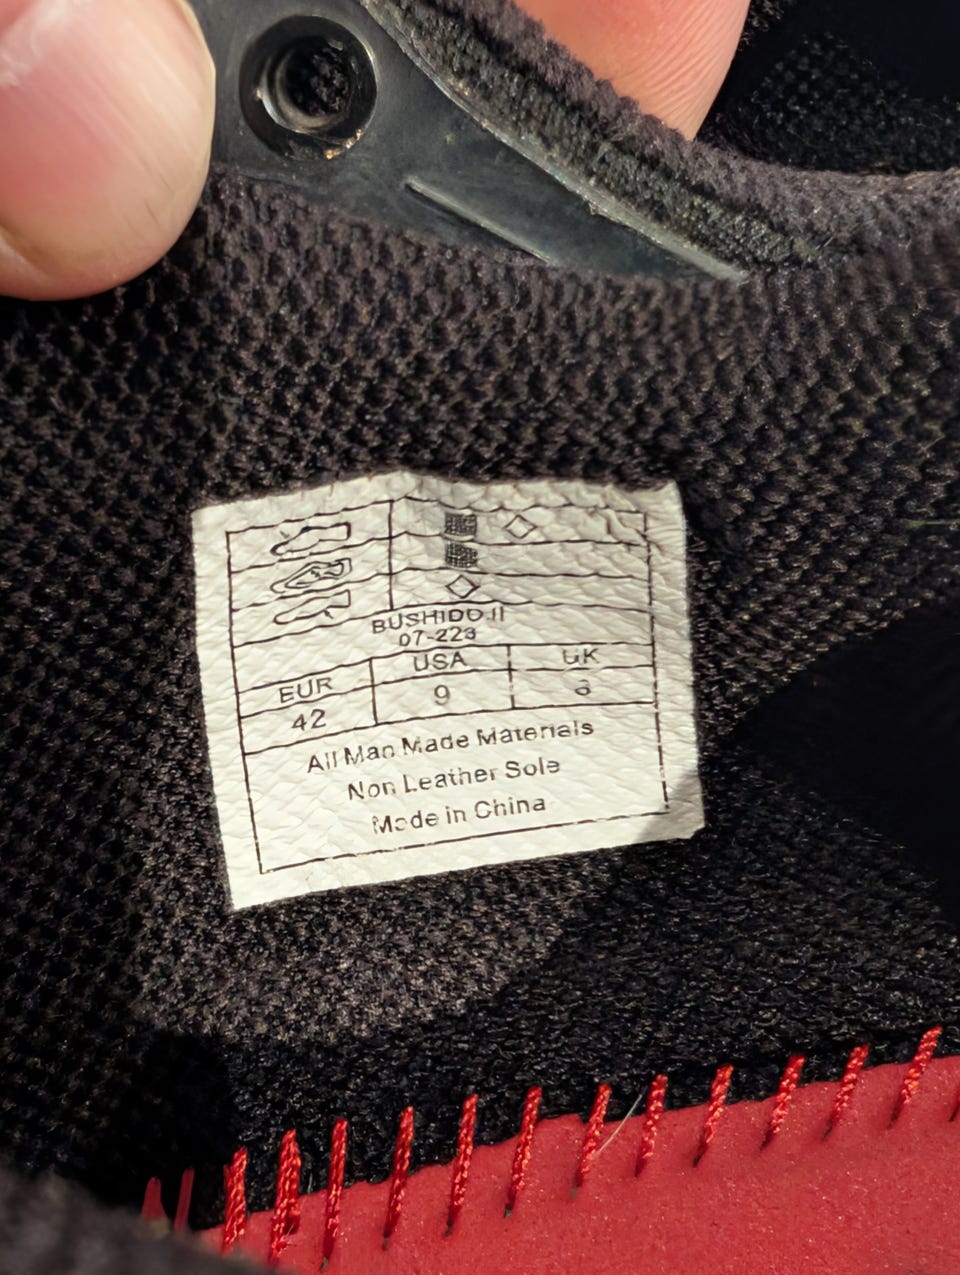 BUSHIDO II
07-223
EUR USA UK
42 9 8
All Man Made Materials
Non Leather Sole
Made in China